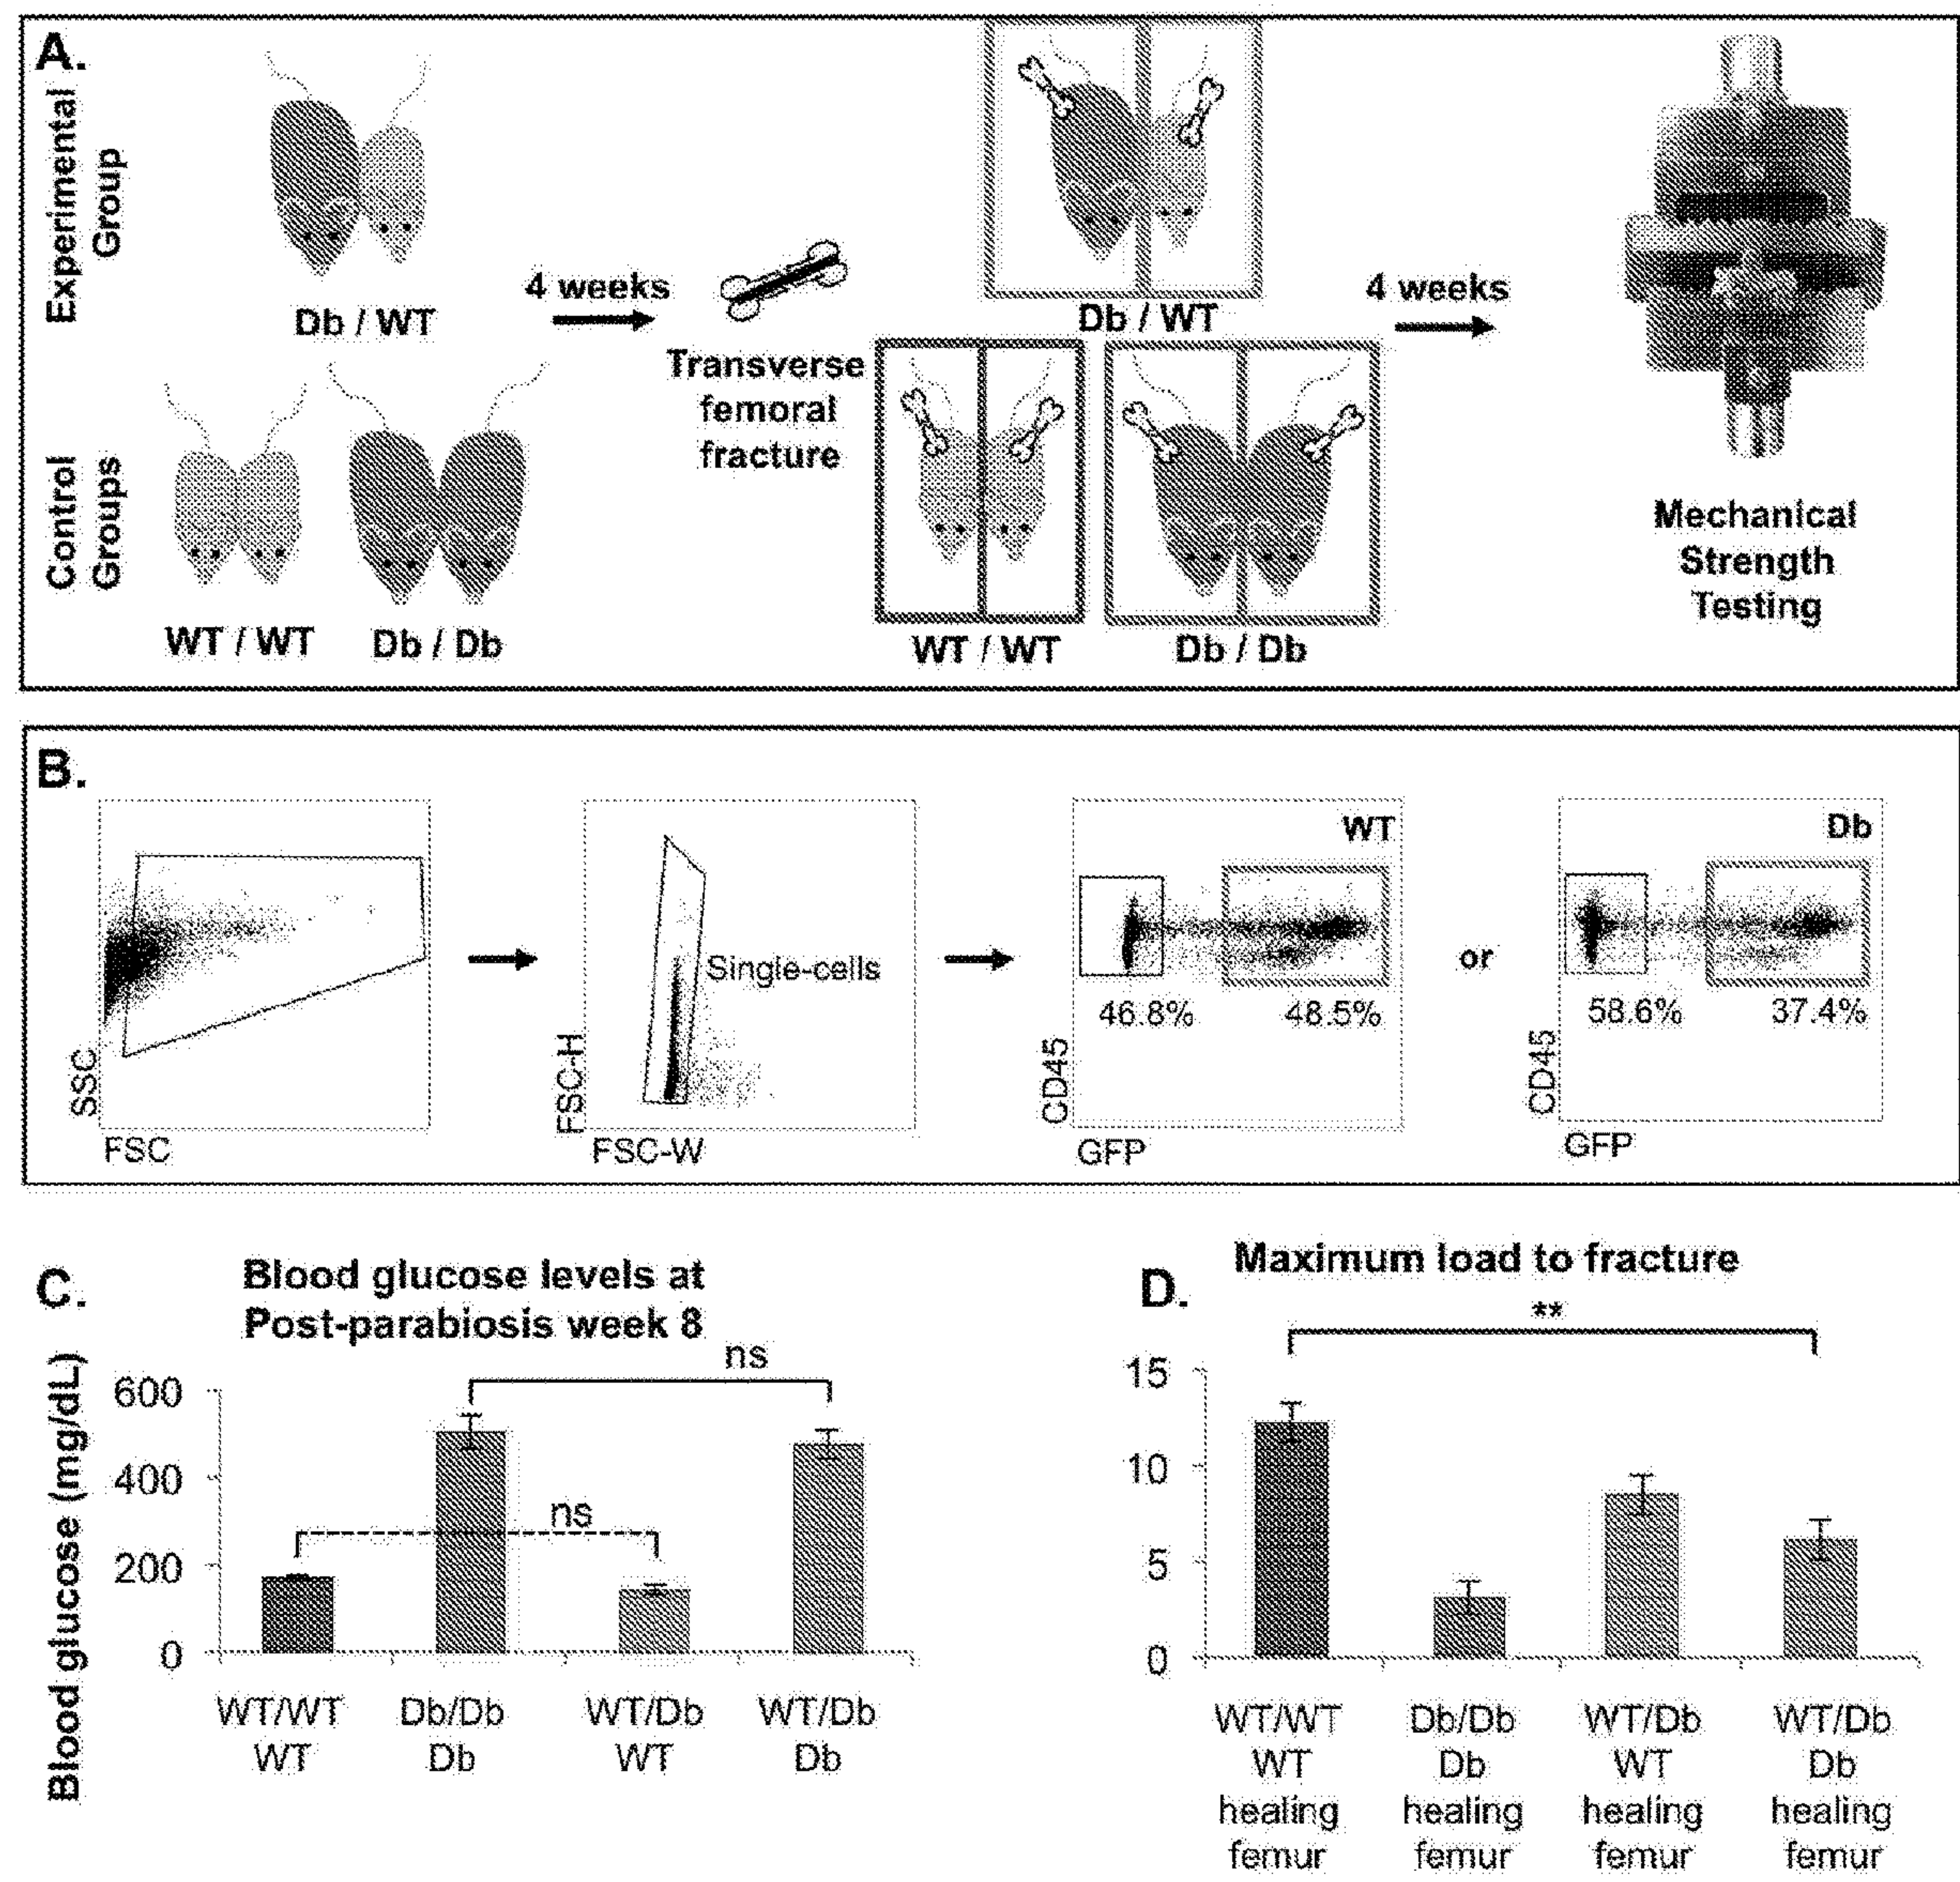 A.
Experimental
Group
Db / WT
Control
Groups
WT / WT
Db / Db
4 weeks
Transverse
femoral
fracture
Db / WT
WT / WT
Db / Db
4 weeks
Mechanical
Strength
Testing
B.
SSC
FSC
FSC-H
FSC-W
Single-cells
WT
46.8%
48.5%
CD45
GFP
or
Db
58.6%
37.4%
CD45
GFP
C.
Blood glucose levels at
Post-parabiosis week 8
Blood glucose (mg/dL)
600
400
200
0
ns
ns
WT/WT
WT
Db/Db
Db
WT/Db
WT
WT/Db
Db
D.
Maximum load to fracture
**
15
10
5
0
WT/WT
WT
healing
femur
Db/Db
Db
healing
femur
WT/Db
WT
healing
femur
WT/Db
Db
healing
femur